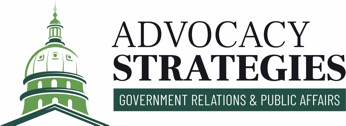 ADVOCACY
STRATEGIES
GOVERNMENT RELATIONS & PUBLIC AFFAIRS